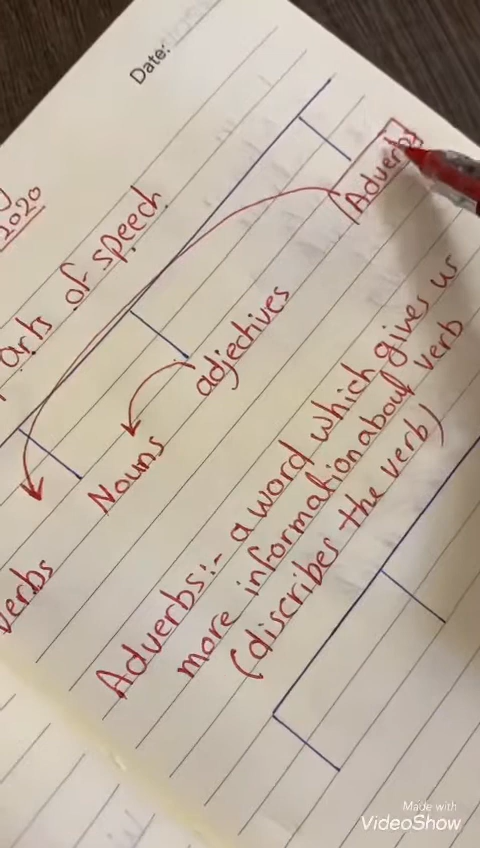 Date:
2020
arts of speech
Verbs
Nouns
adjectives
Adverbs
Adverbs:- a word which gives us
more information about verb
(discribes the verb)
Made with
VideoShow